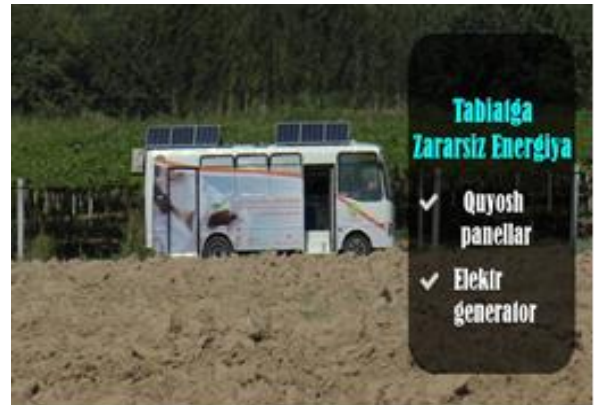 Tabiatga
Zararsiz Energiya
Quyosh
panellar
Elektr
generator